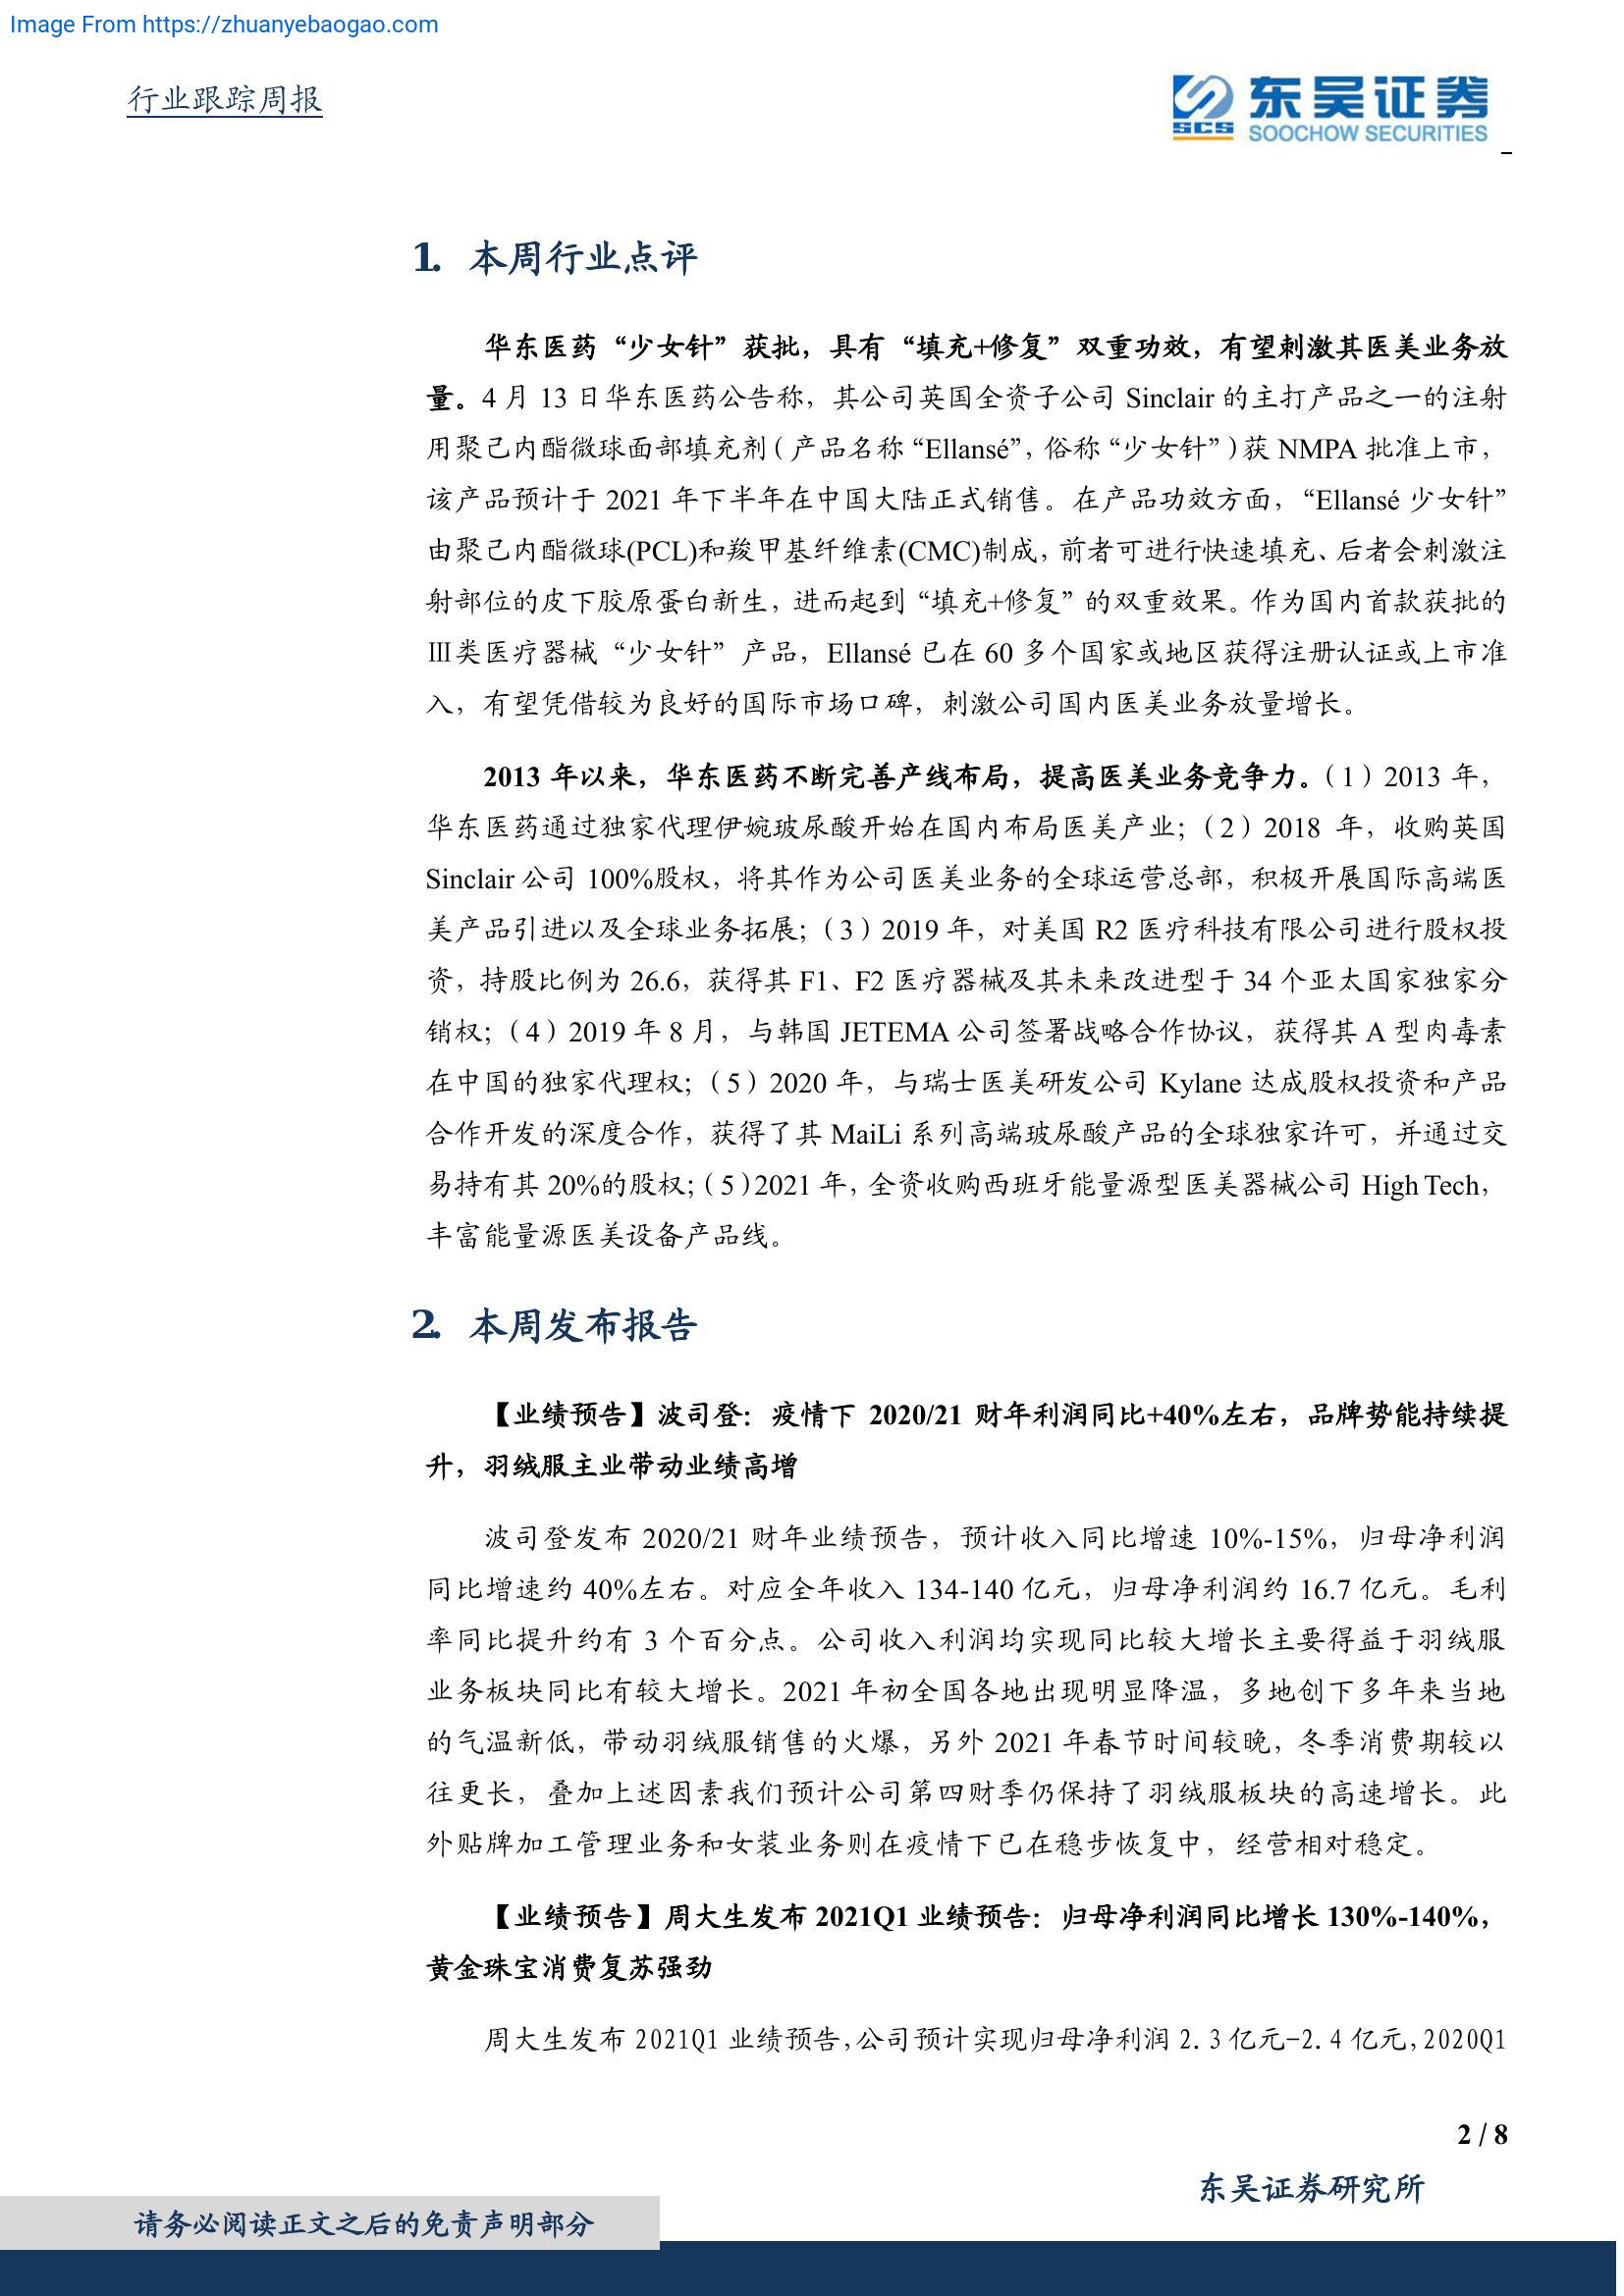 Image From https://zhuanyebaogao.com
行业跟踪周报
东吴证券
SCS
SOOCHOW SECURITIES
1. 本周行业点评
华东医药“少女针”获批，具有“填充+修复”双重功效，有望刺激其医美业务放
量。4 月 13 日华东医药公告称，其公司英国全资子公司 Sinclair 的主打产品之一的注射
用聚己内酯微球面部填充剂（产品名称“Ellansé”，俗称“少女针”）获 NMPA 批准上市，
该产品预计于 2021 年下半年在中国大陆正式销售。在产品功效方面，“Ellansé 少女针”
由聚己内酯微球(PCL)和羧甲基纤维素(CMC)制成，前者可进行快速填充、后者会刺激注
射部位的皮下胶原蛋白新生，进而起到“填充+修复”的双重效果。作为国内首款获批的
Ⅲ类医疗器械“少女针”产品，Ellansé 已在 60 多个国家或地区获得注册认证或上市准
入，有望凭借较为良好的国际市场口碑，刺激公司国内医美业务放量增长。
2013 年以来，华东医药不断完善产线布局，提高医美业务竞争力。（1）2013 年，
华东医药通过独家代理伊婉玻尿酸开始在国内布局医美产业；（2）2018 年，收购英国
Sinclair 公司 100%股权，将其作为公司医美业务的全球运营总部，积极开展国际高端医
美产品引进以及全球业务拓展；（3）2019 年，对美国 R2 医疗科技有限公司进行股权投
资，持股比例为 26.6，获得其 F1、F2 医疗器械及其未来改进型于 34 个亚太国家独家分
销权；（4）2019 年 8 月，与韩国 JETEMA 公司签署战略合作协议，获得其 A 型肉毒素
在中国的独家代理权；（5）2020 年，与瑞士医美研发公司 Kylane 达成股权投资和产品
合作开发的深度合作，获得了其 MaiLi 系列高端玻尿酸产品的全球独家许可，并通过交
易持有其 20%的股权；（5）2021 年，全资收购西班牙能量源型医美器械公司 High Tech，
丰富能量源医美设备产品线。
2. 本周发布报告
【业绩预告】波司登：疫情下 2020/21 财年利润同比+40%左右，品牌势能持续提
升，羽绒服主业带动业绩高增
波司登发布 2020/21 财年业绩预告，预计收入同比增速 10%-15%，归母净利润
同比增速约 40%左右。对应全年收入 134-140 亿元，归母净利润约 16.7 亿元。毛利
率同比提升约有 3 个百分点。公司收入利润均实现同比较大增长主要得益于羽绒服
业务板块同比有较大增长。2021 年初全国各地出现明显降温，多地创下多年来当地
的气温新低，带动羽绒服销售的火爆，另外 2021 年春节时间较晚，冬季消费期较以
往更长，叠加上述因素我们预计公司第四财季仍保持了羽绒服板块的高速增长。此
外贴牌加工管理业务和女装业务则在疫情下已在稳步恢复中，经营相对稳定。
【业绩预告】周大生发布 2021Q1 业绩预告：归母净利润同比增长 130%-140%，
黄金珠宝消费复苏强劲
周大生发布 2021Q1 业绩预告，公司预计实现归母净利润 2.3 亿元-2.4 亿元，2020Q1
2 / 8
东吴证券研究所
请务必阅读正文之后的免责声明部分